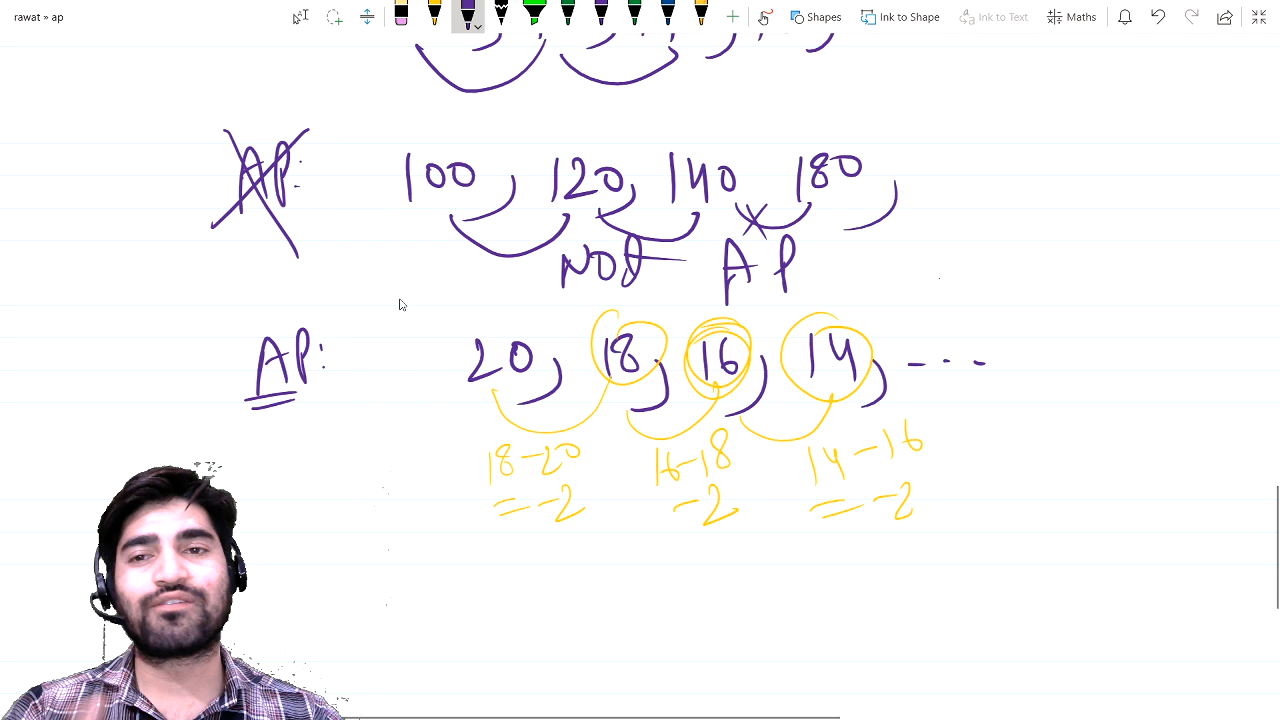 rawat » ap
Shapes
Ink to Shape
Ink to Text
Maths
AP: 100, 120, 140, 180,
NOT AP
AP: 20, 18, 16, 14, ----
18-20 16-18 14-16
=-2 -2 =-2